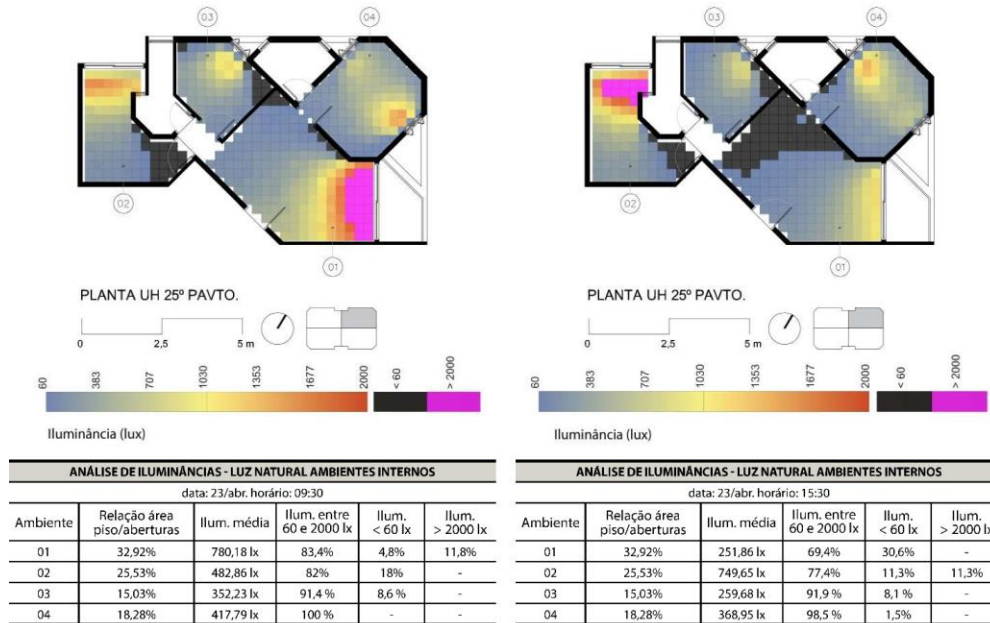 03
04
02
01
PLANTA UH 25º PAVTO.
0 2,5 5 m
60 383 707 1030 1353 1677 2000 < 60 > 2000
Iluminância (lux)
ANÁLISE DE ILUMINÂNCIAS - LUZ NATURAL AMBIENTES INTERNOS
data: 23/abr. horário: 09:30
Ambiente Relação área piso/aberturas Ilum. média Ilum. entre 60 e 2000 lx Ilum. < 60 lx Ilum. > 2000 lx
01 32,92% 780,18 lx 83,4% 4,8% 11,8%
02 25,53% 482,86 lx 82% 18% -
03 15,03% 352,23 lx 91,4 % 8,6 % -
04 18,28% 417,79 lx 100 % - -
03
04
02
01
PLANTA UH 25º PAVTO.
0 2,5 5 m
60 383 707 1030 1353 1677 2000 < 60 > 2000
Iluminância (lux)
ANÁLISE DE ILUMINÂNCIAS - LUZ NATURAL AMBIENTES INTERNOS
data: 23/abr. horário: 15:30
Ambiente Relação área piso/aberturas Ilum. média Ilum. entre 60 e 2000 lx Ilum. < 60 lx Ilum. > 2000 lx
01 32,92% 251,86 lx 69,4% 30,6% -
02 25,53% 749,65 lx 77,4% 11,3% 11,3%
03 15,03% 259,68 lx 91,9 % 8,1 % -
04 18,28% 368,95 lx 98,5 % 1,5% -